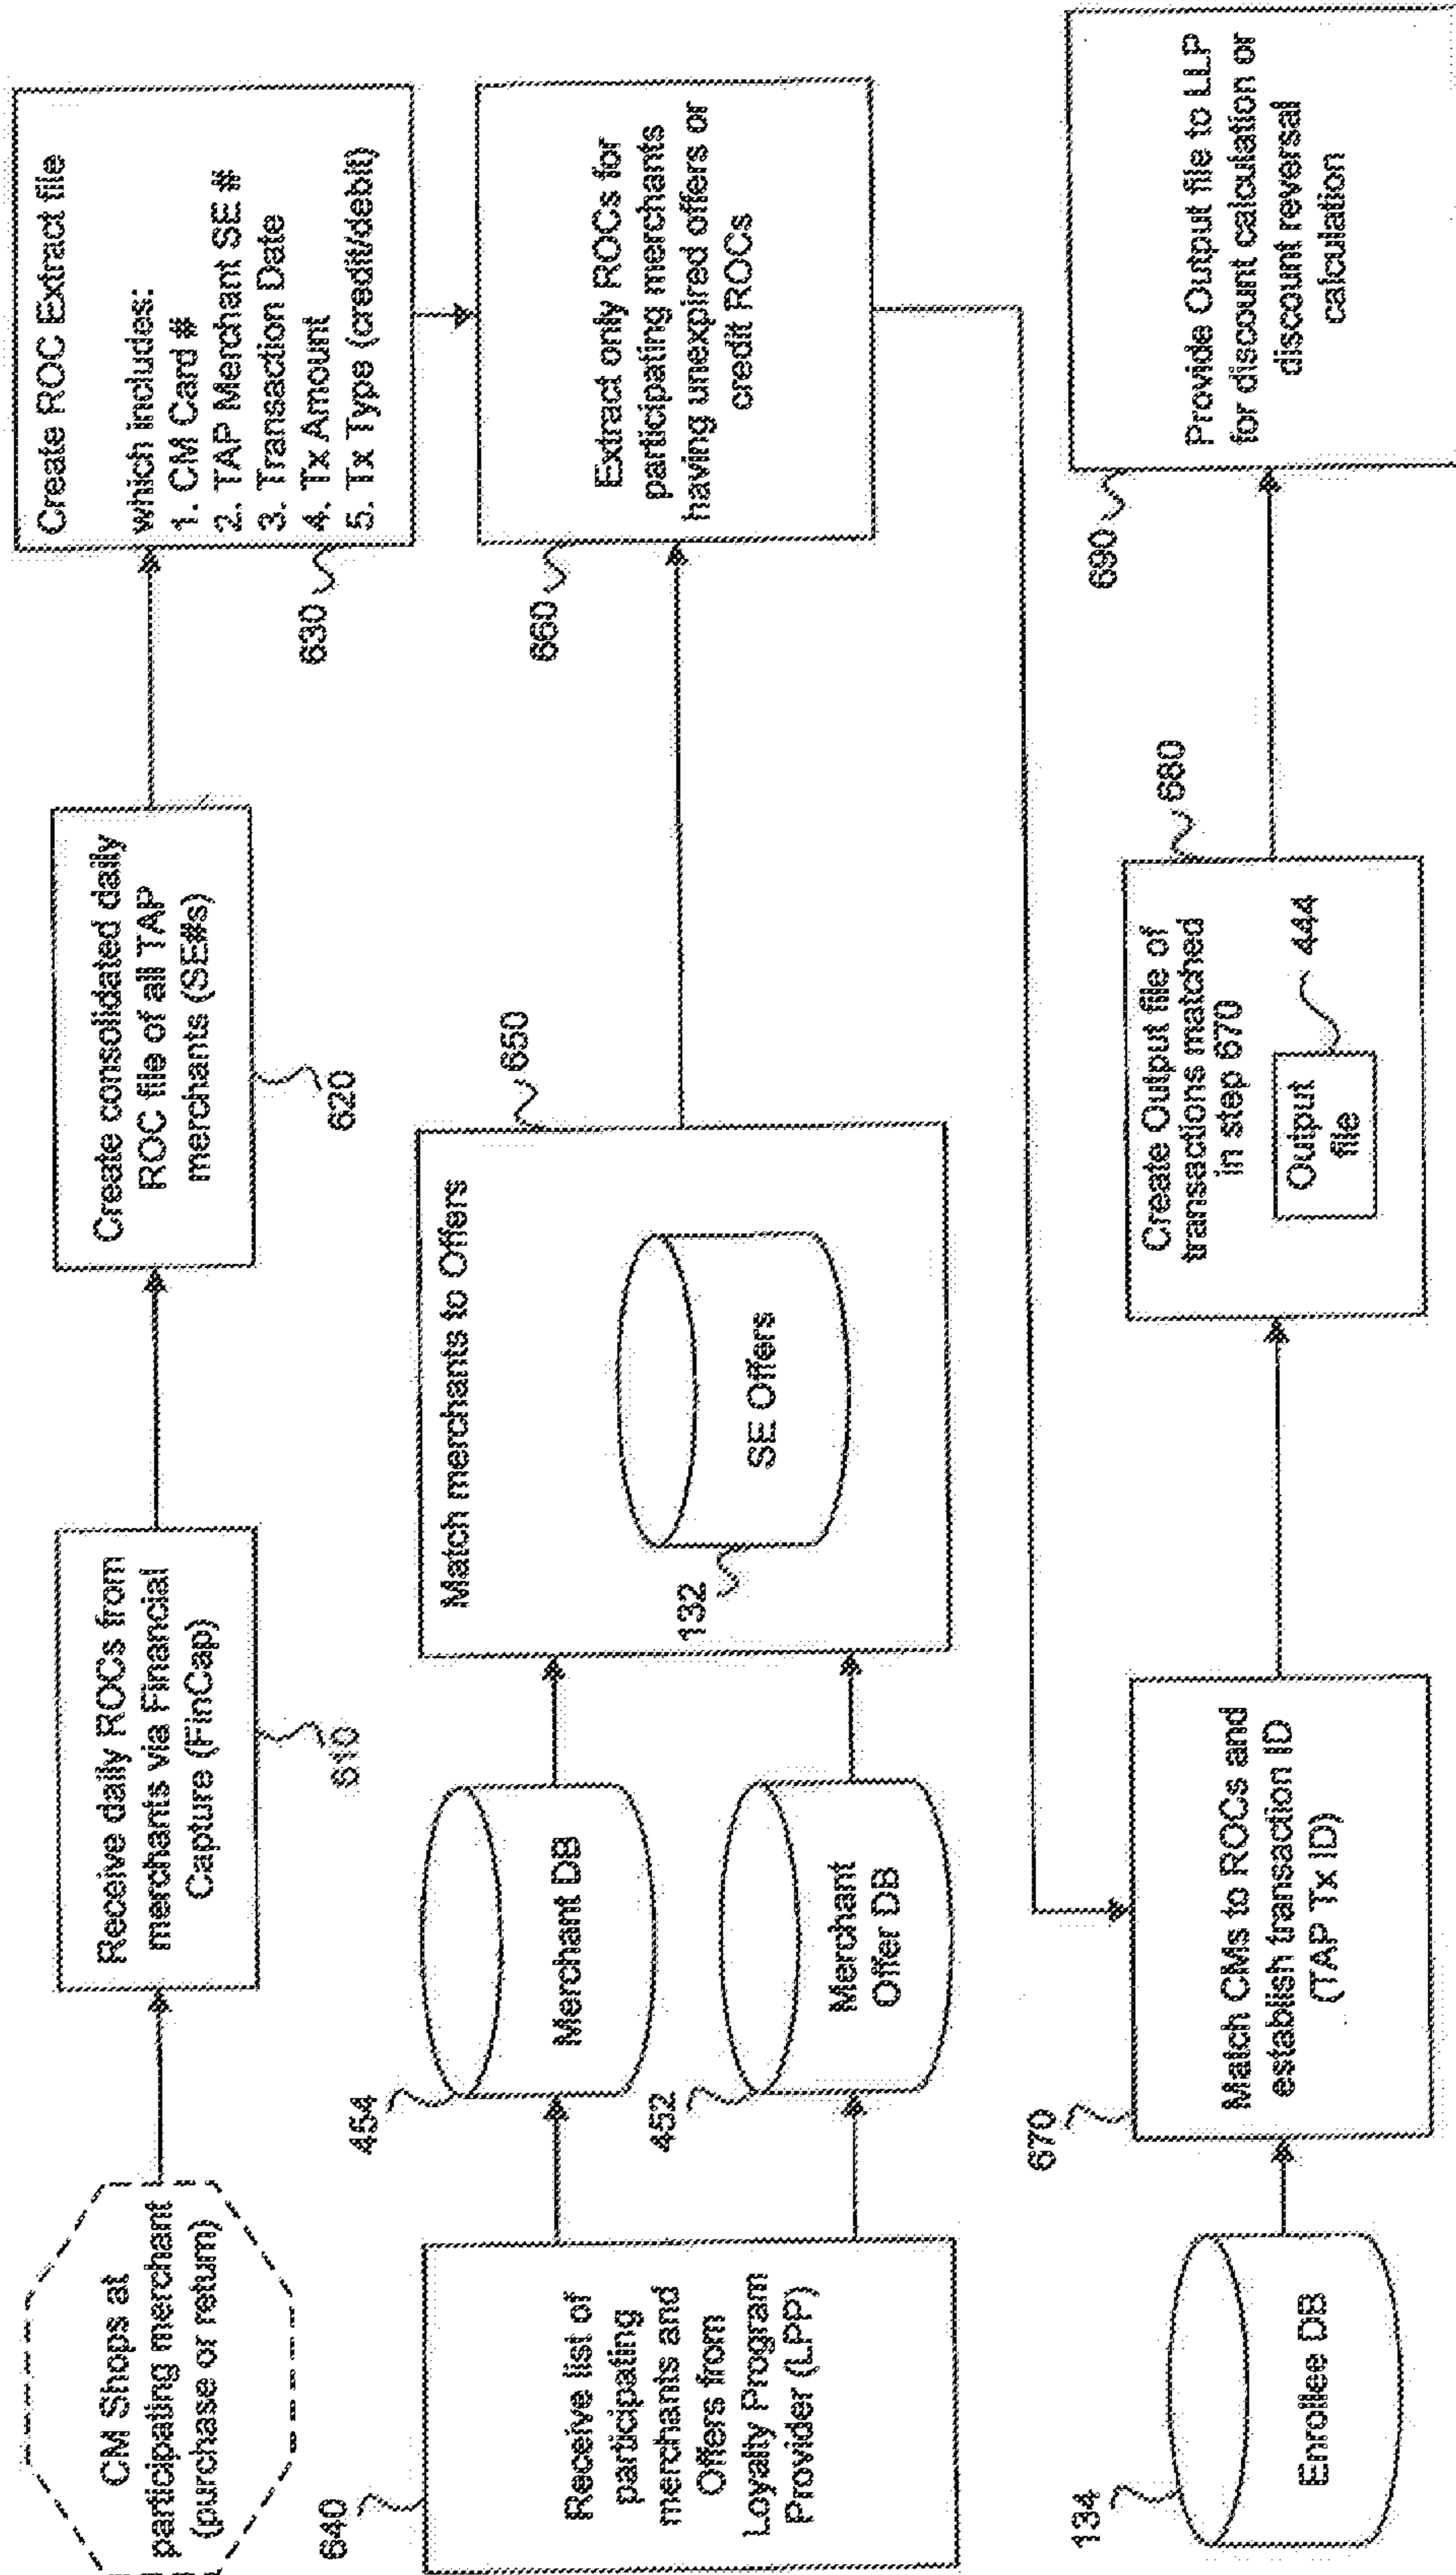 CM Shops at
participating merchant
(purchase or return)
Receive daily ROCs from
merchants via Financial
Capture (FinCap)
610
Create consolidated daily
ROC file of all TAP
merchants (SE#s)
620
Create ROC Extract file
which includes:
1. CM Card #
2. TAP Merchant SE #
3. Transaction Date
4. Tx Amount
5. Tx Type (credit/debit)
630
640
Receive list of
participating
merchants and
Offers from
Loyalty Program
Provider (LPP)
454
Merchant DB
452
Merchant
Offer DB
650
Match merchants to Offers
132
SE Offers
660
Extract only ROCs for
participating merchants
having unexpired offers or
credit ROCs
134
Enrollee DB
670
Match CMs to ROCs and
establish transaction ID
(TAP Tx ID)
680
Create Output file of
transactions matched
in step 670
Output
file
444
690
Provide Output file to LLP
for discount calculation or
discount reversal
calculation